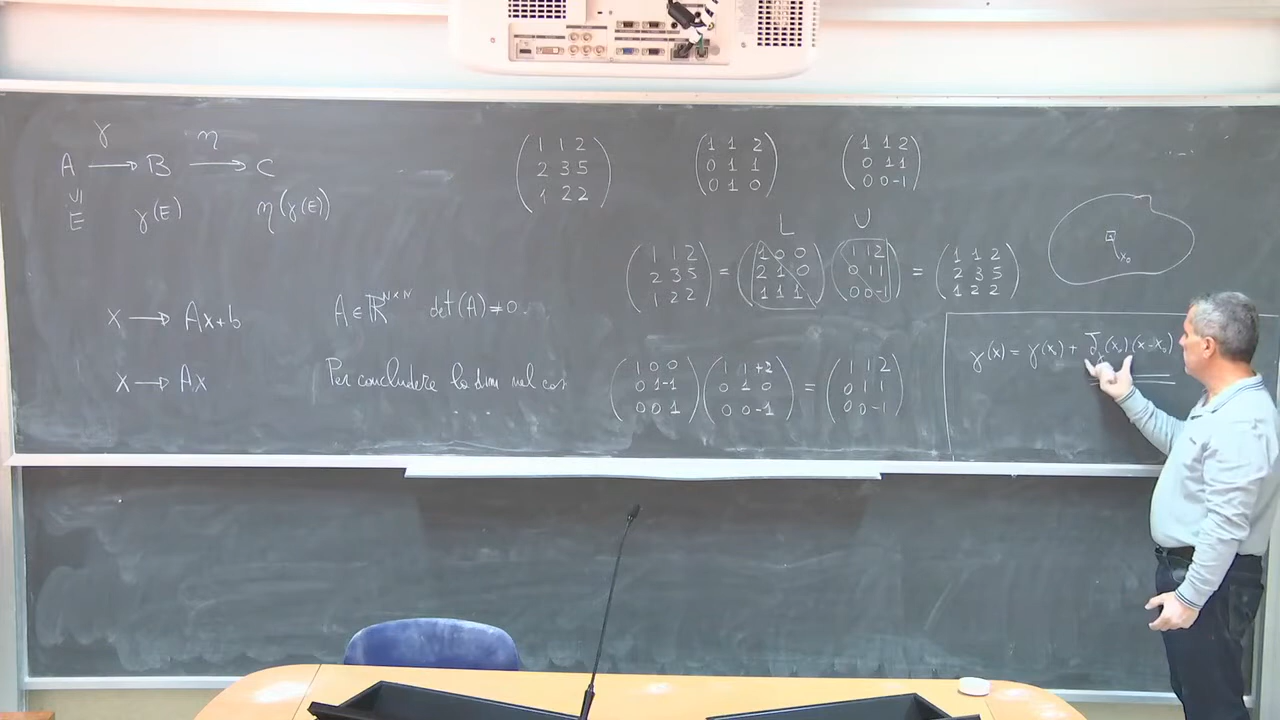 γ η
A → B → C
⊆
E γ(E) η(γ(E))
x → Ax+b
x → Ax
A ∈ ℝ^{N×N} det(A) ≠ 0.
Per concludere la dim nel
( 1 1 2
2 3 5
1 2 2 )
( 1 1 2
0 1 1
0 1 0 )
( 1 1 2
0 1 1
0 0 -1 )
L U
( 1 1 2
2 3 5
1 2 2 )
=
( 1 0 0
2 1 0
1 1 1 )
( 1 1 2
0 1 1
0 0 -1 )
=
( 1 1 2
2 3 5
1 2 2 )
( 1 0 0
0 1 -1
0 0 1 )
( 1 1 +2
0 1 0
0 0 -1 )
=
( 1 1 2
0 1 1
0 0 -1 )
x₀
γ(x) = γ(x₀) + J_γ(x₀)(x-x₀)